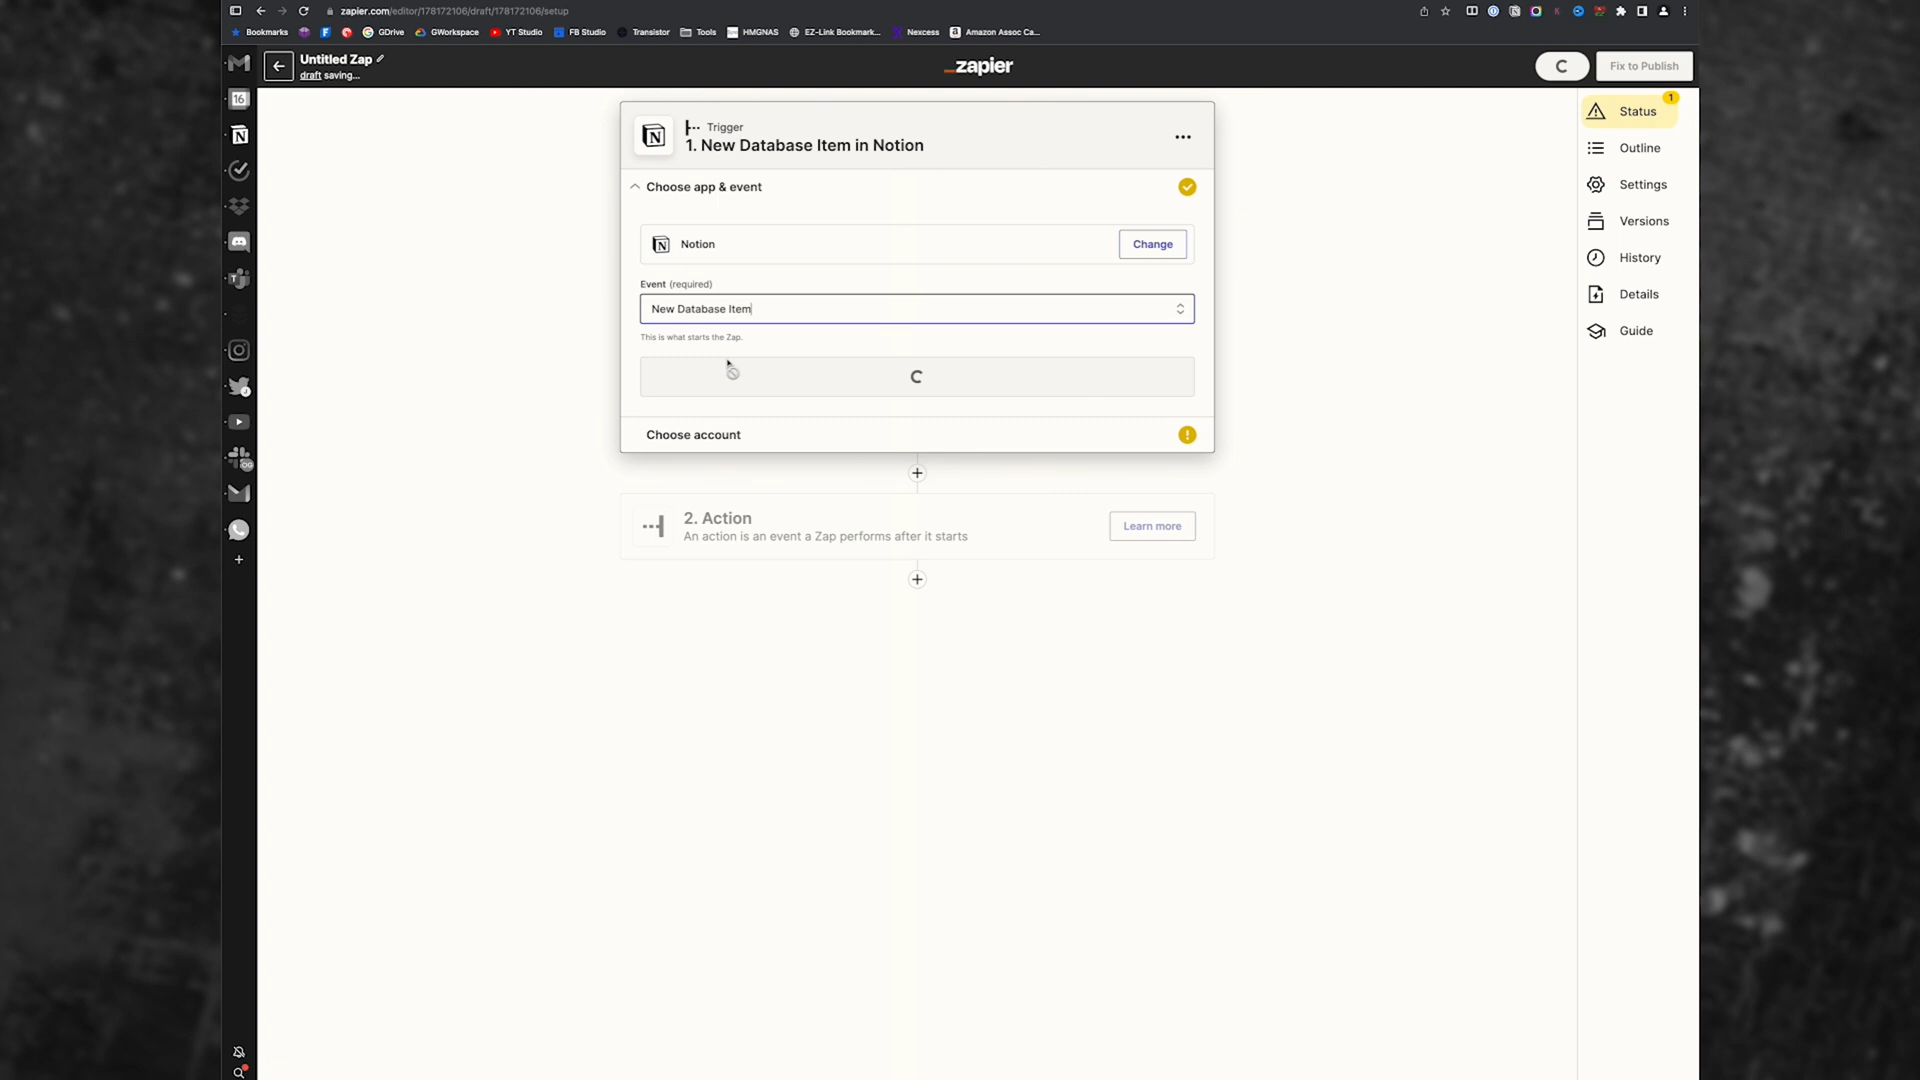 zapier.com/editor/178172106/draft/178172106/setup
Bookmarks GDrive GWorkspace YT Studio FB Studio Transistor Tools HMGNAS EZ-Link Bookmark... Nexcess Amazon Assoc Ca...
Untitled Zap
draft saving...
_zapier
Fix to Publish
16
Trigger
1. New Database Item in Notion
Choose app & event
Notion
Change
Event (required)
New Database Item
This is what starts the Zap.
Choose account
2. Action
An action is an event a Zap performs after it starts
Learn more
Status
1
Outline
Settings
Versions
History
Details
Guide